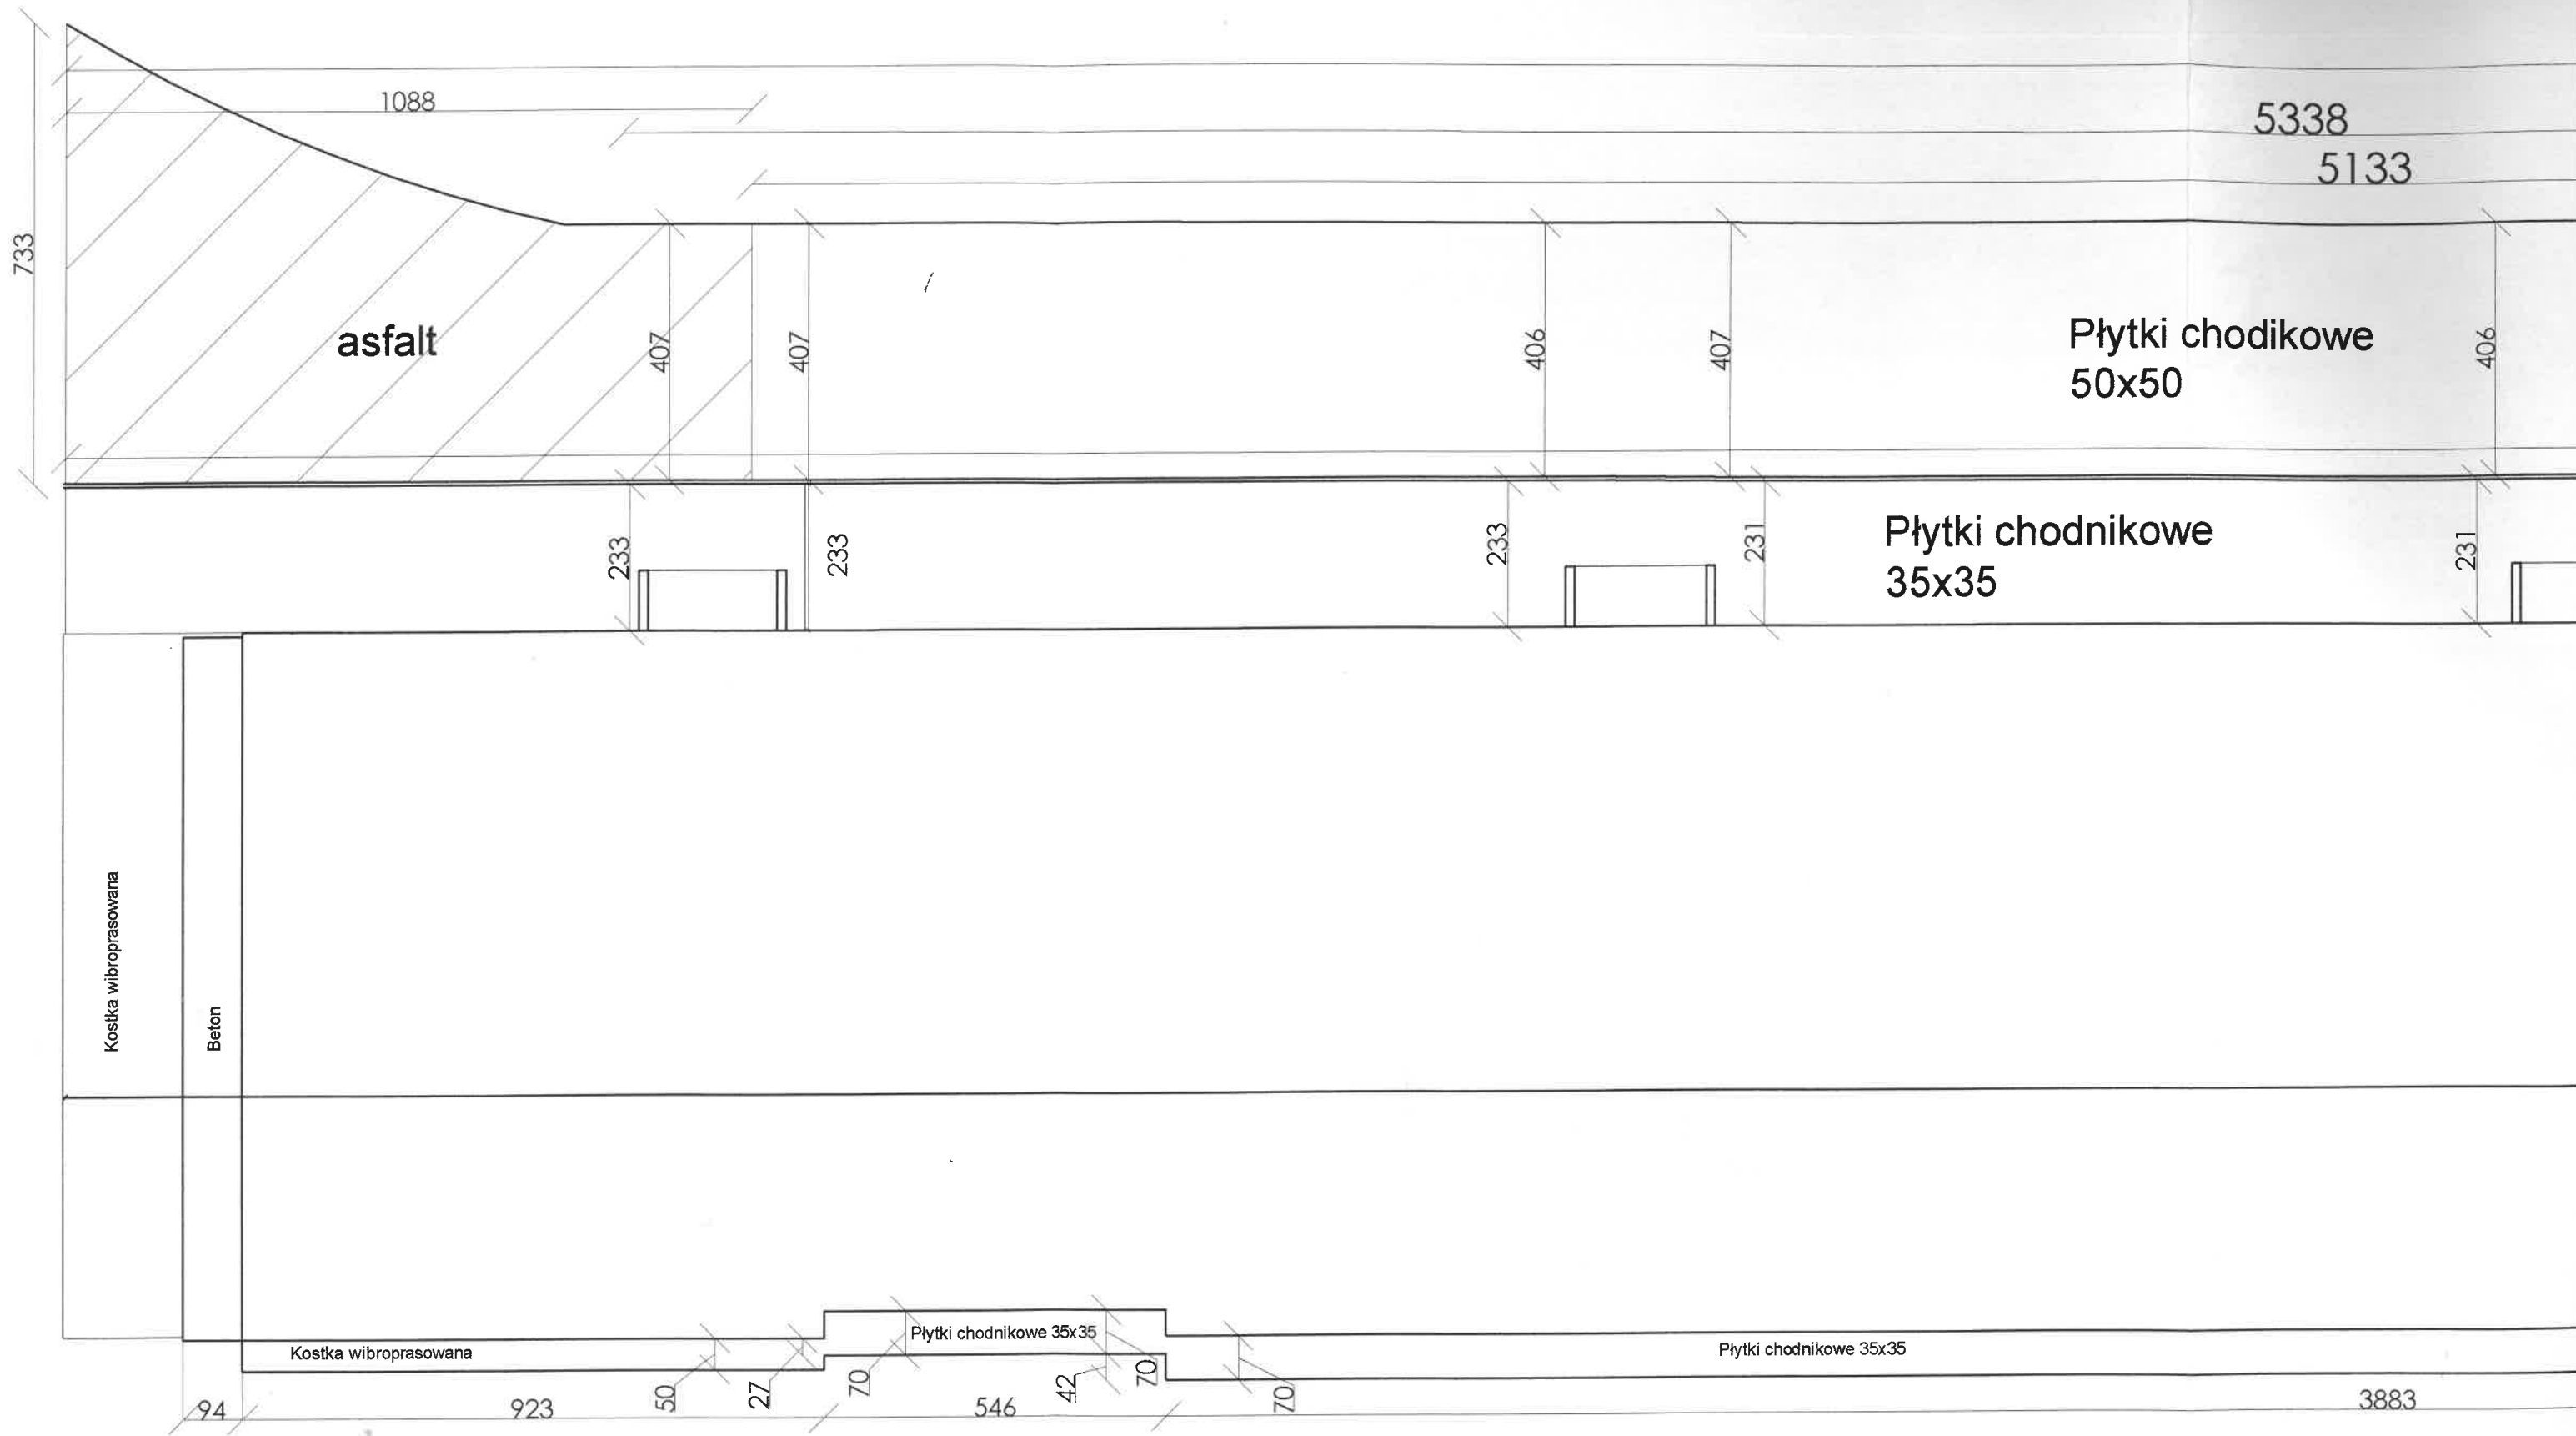 1088
5338
5133
733
asfalt
407
407
406
407
Płytki chodikowe
50x50
406
233
233
233
231
Płytki chodnikowe
35x35
231
Kostka wibroprasowana
Beton
Kostka wibroprasowana
Płytki chodnikowe 35x35
Płytki chodnikowe 35x35
50
27
70
42
70
70
94
923
546
3883